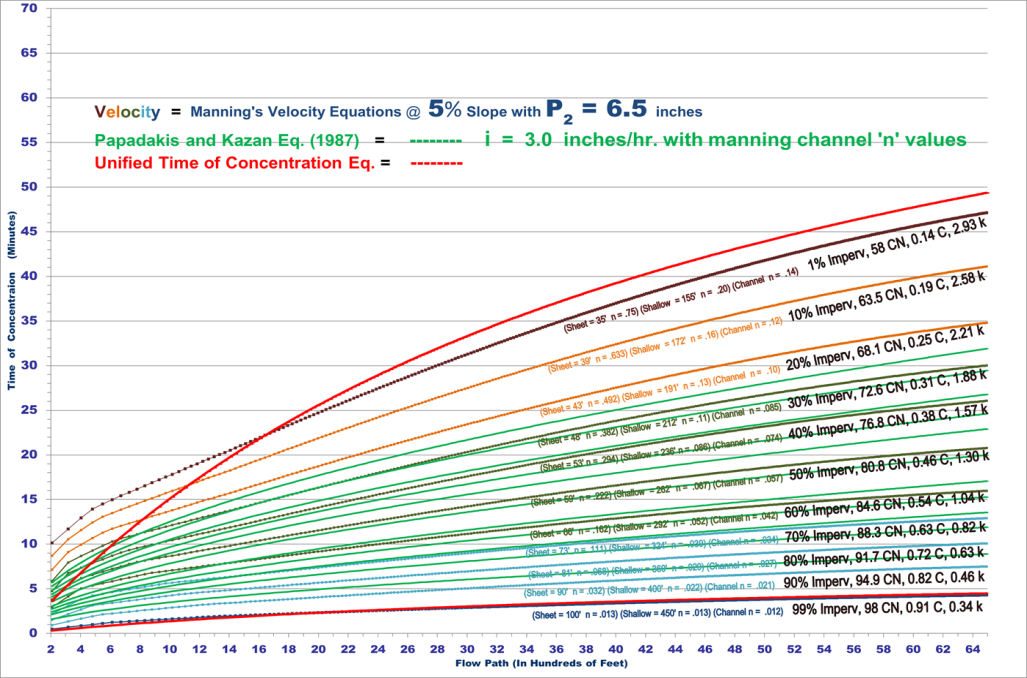 70
65
60
55
50
45
40
35
30
25
20
15
10
5
0
Time of Concentraion (Minutes)
Velocity = Manning's Velocity Equations @ 5% Slope with P2 = 6.5 inches
Papadakis and Kazan Eq. (1987) = -------- i = 3.0 inches/hr. with manning channel 'n' values
Unified Time of Concentration Eq. = --------
(Sheet = 35' n = .75) (Shallow = 155' n = .20) (Channel n = .14) 1% Imperv, 58 CN, 0.14 C, 2.93 k
(Sheet = 39' n = .633) (Shallow = 172' n = .16) (Channel n = .12) 10% Imperv, 63.5 CN, 0.19 C, 2.58 k
(Sheet = 43' n = .492) (Shallow = 191' n = .13) (Channel n = .10) 20% Imperv, 68.1 CN, 0.25 C, 2.21 k
(Sheet = 48' n = .382) (Shallow = 212' n = .11) (Channel n = .085) 30% Imperv, 72.6 CN, 0.31 C, 1.88 k
(Sheet = 53' n = .294) (Shallow = 236' n = .086) (Channel n = .074) 40% Imperv, 76.8 CN, 0.38 C, 1.57 k
(Sheet = 59' n = .222) (Shallow = 262' n = .067) (Channel n = .057) 50% Imperv, 80.8 CN, 0.46 C, 1.30 k
(Sheet = 66' n = .162) (Shallow = 292' n = .052) (Channel n = .042) 60% Imperv, 84.6 CN, 0.54 C, 1.04 k
(Sheet = 73' n = .111) (Shallow = 324' n = (Channel n = .034) 70% Imperv, 88.3 CN, 0.63 C, 0.82 k
(Sheet = 81' n = (Shallow = 360' n = (Channel n = .027) 80% Imperv, 91.7 CN, 0.72 C, 0.63 k
(Sheet = 90' n = .032) (Shallow = 400' n = .022) (Channel n = .021) 90% Imperv, 94.9 CN, 0.82 C, 0.46 k
(Sheet = 100' n = .013) (Shallow = 450' n = .013) (Channel n = .012) 99% Imperv, 98 CN, 0.91 C, 0.34 k
2 4 6 8 10 12 14 16 18 20 22 24 26 28 30 32 34 36 38 40 42 44 46 48 50 52 54 56 58 60 62 64
Flow Path (In Hundreds of Feet)